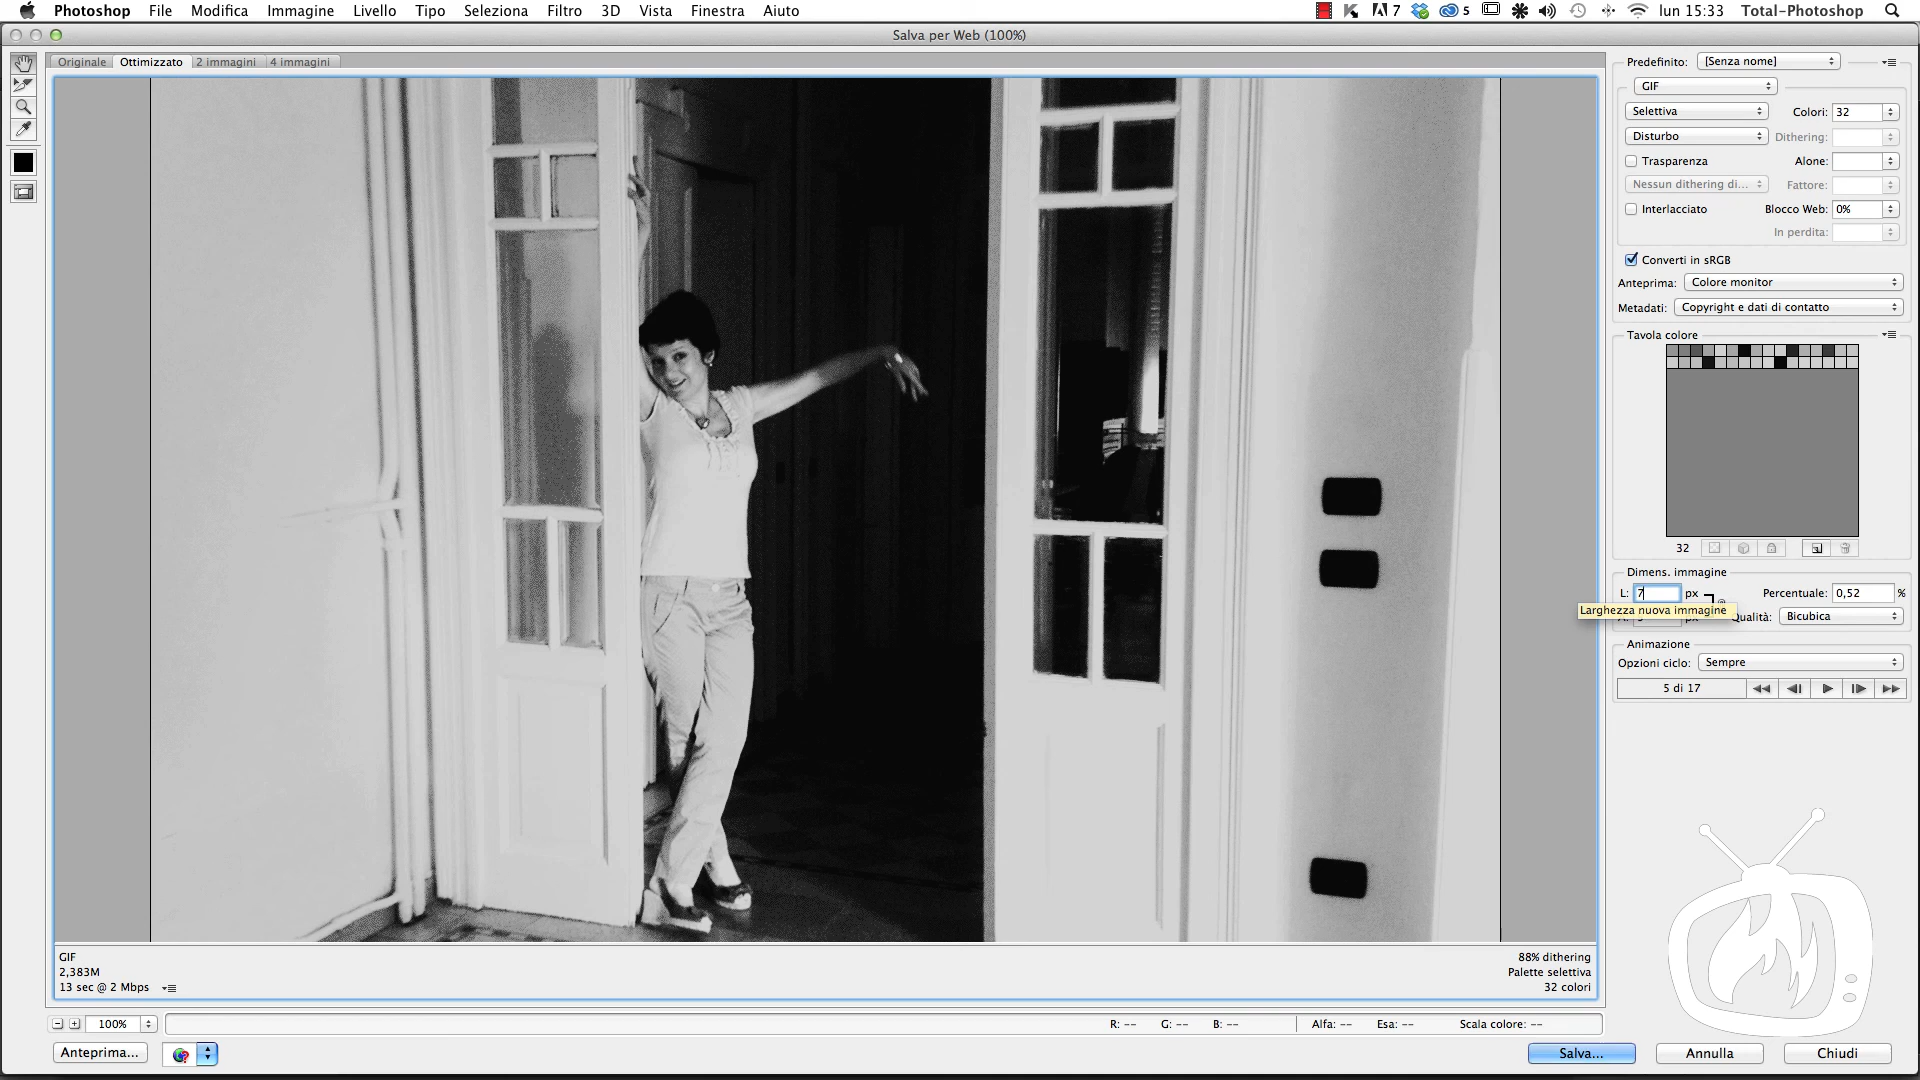 Photoshop File Modifica Immagine Livello Tipo Seleziona Filtro 3D Vista Finestra Aiuto 7 5 lun 15:33 Total-Photoshop
Salva per Web (100%)
Originale Ottimizzato 2 immagini 4 immagini
Predefinito: [Senza nome]
GIF
Selettiva Colori: 32
Disturbo Dithering:
Trasparenza Alone:
Nessun dithering di... Fattore:
Interlacciato Blocco Web: 0%
In perdita:
Converti in sRGB
Anteprima: Colore monitor
Metadati: Copyright e dati di contatto
Tavola colore
32
Dimens. immagine
L: 7 px Percentuale: 0,52 %
Larghezza nuova immagine
px Qualità: Bicubica
Animazione
Opzioni ciclo: Sempre
5 di 17
GIF
2,383M
13 sec @ 2 Mbps
88% dithering
Palette selettiva
32 colori
100% R: -- G: -- B: -- Alfa: -- Esa: -- Scala colore: --
Anteprima... Salva... Annulla Chiudi